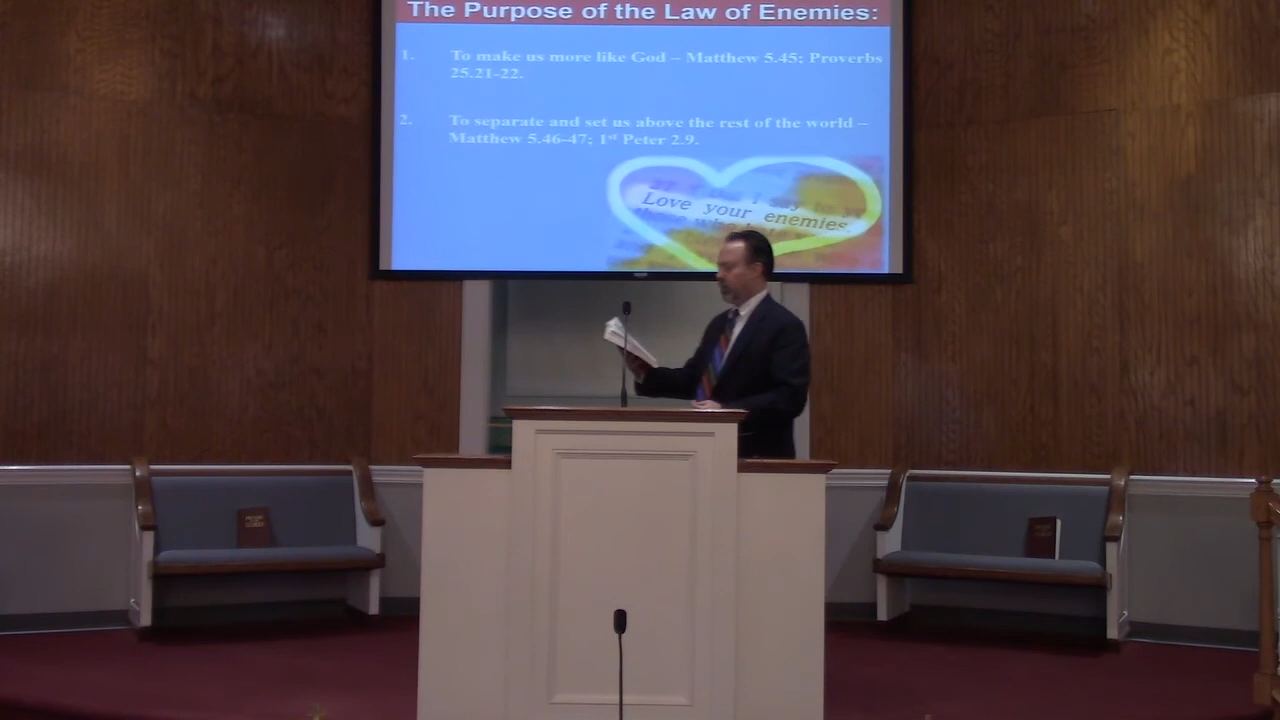 The Purpose of the Law of Enemies:
1. To make us more like God – Matthew 5.45; Proverbs
25.21-22.
2. To separate and set us above the rest of the world –
Matthew 5.46-47; 1st Peter 2.9.
I say to
Love your enemies.